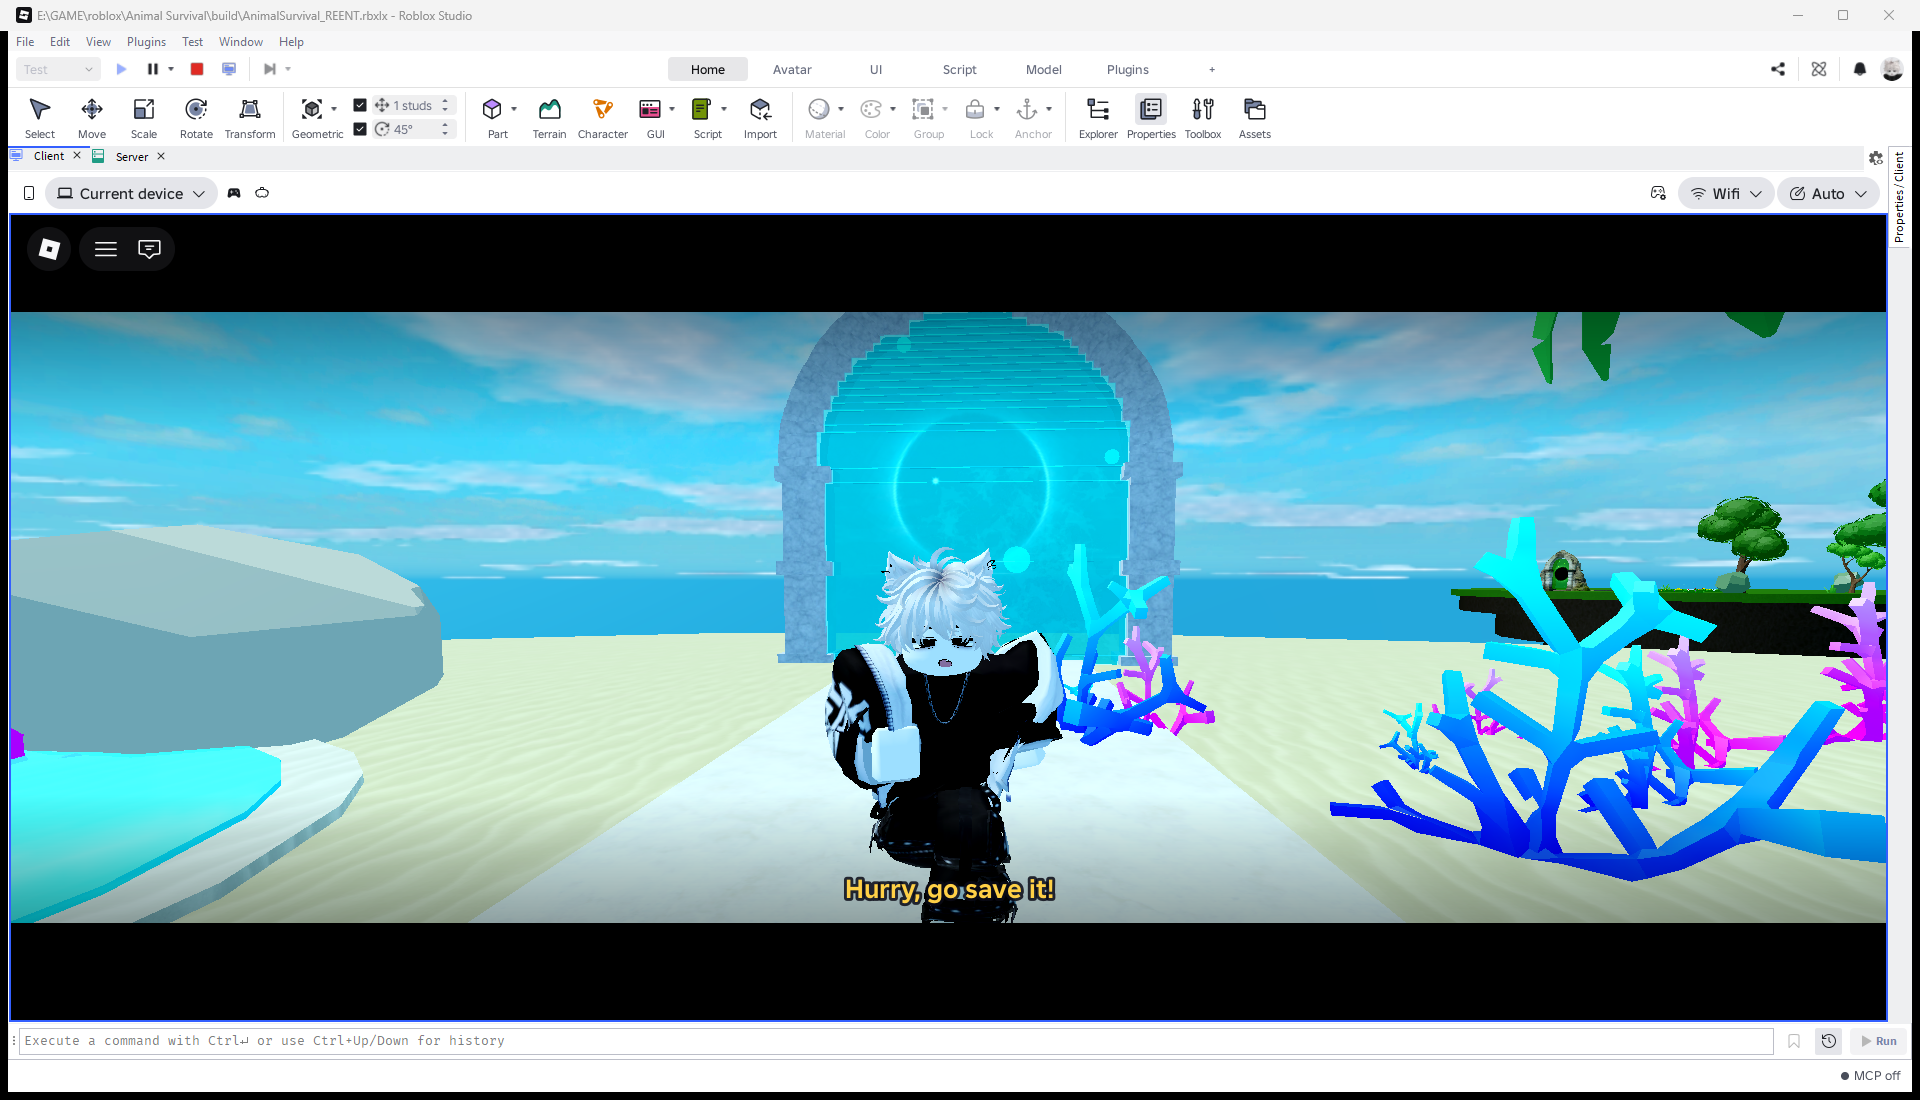 E:\GAME\roblox\Animal Survival\build\AnimalSurvival_REENT.rbxlx - Roblox Studio
File Edit View Plugins Test Window Help
Test
Home Avatar UI Script Model Plugins +
Select Move Scale Rotate Transform Geometric 1 studs 45° Part Terrain Character GUI Script Import Material Color Group Lock Anchor Explorer Properties Toolbox Assets
Client Server
Properties / Client
Current device Wifi Auto
Hurry, go save it!
Execute a command with Ctrl↵ or use Ctrl+Up/Down for history
Run
MCP off